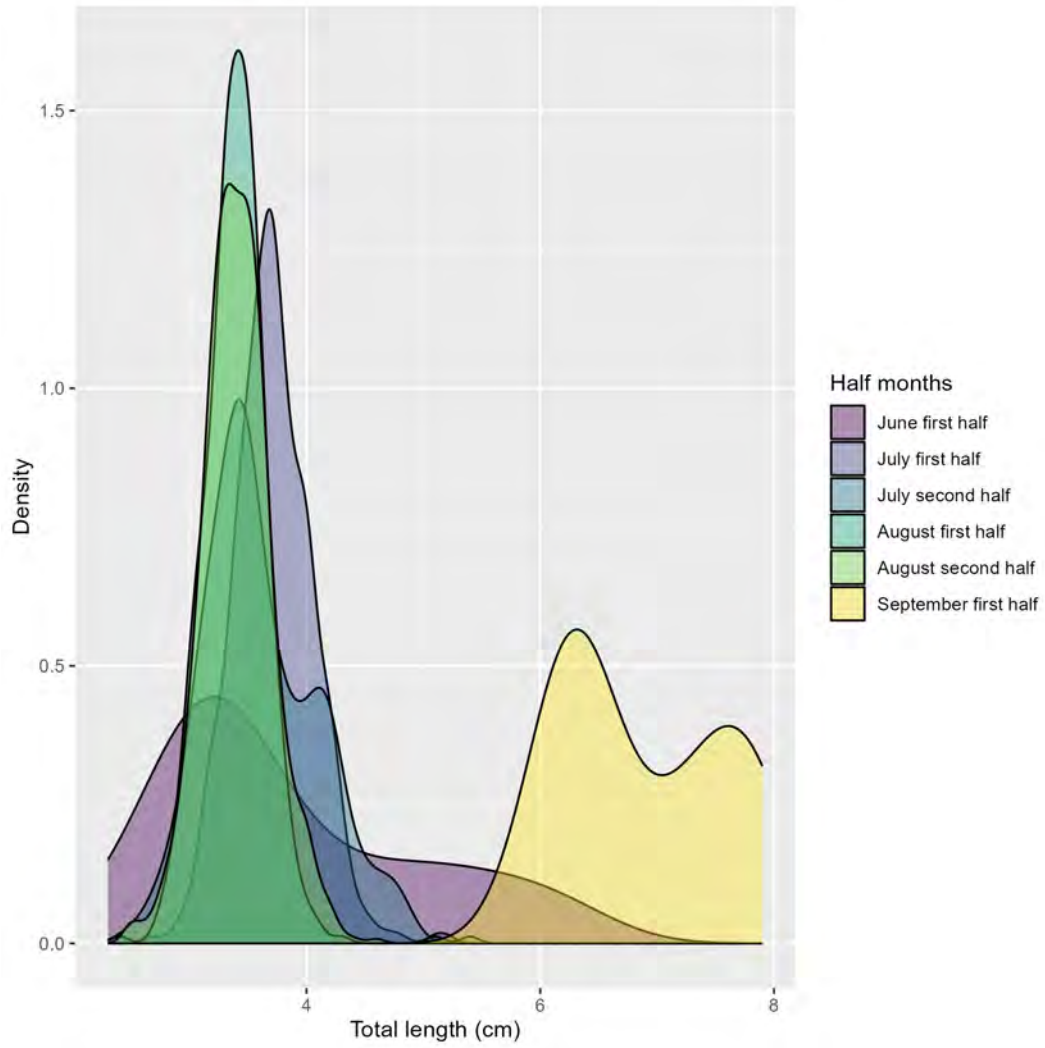 1.5
1.0
0.5
0.0
Density
4 6 8
Total length (cm)
Half months
June first half
July first half
July second half
August first half
August second half
September first half